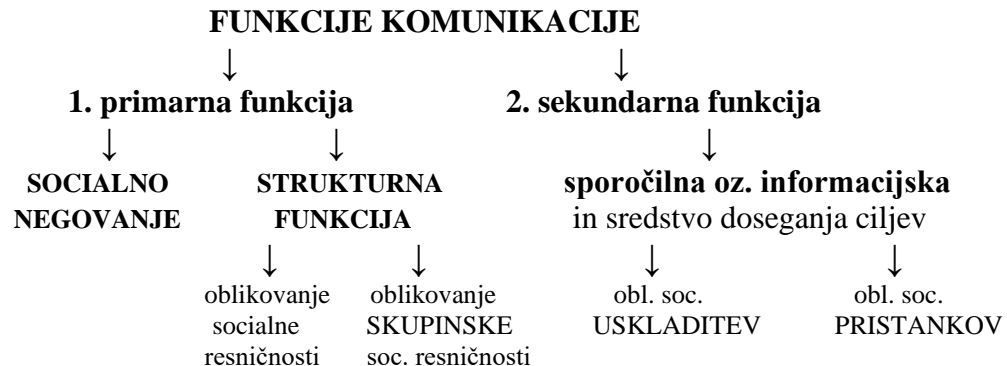 FUNKCIJE KOMUNIKACIJE
↓ ↓
1. primarna funkcija 2. sekundarna funkcija
↓ ↓ ↓
SOCIALNO STRUKTURNA sporočilna oz. informacijska
NEGOVANJE FUNKCIJA in sredstvo doseganja ciljev
↓ ↓ ↓ ↓
oblikovanje oblikovanje obl. soc. obl. soc.
socialne SKUPINSKE USKLADITEV PRISTANKOV
resničnosti soc. resničnosti